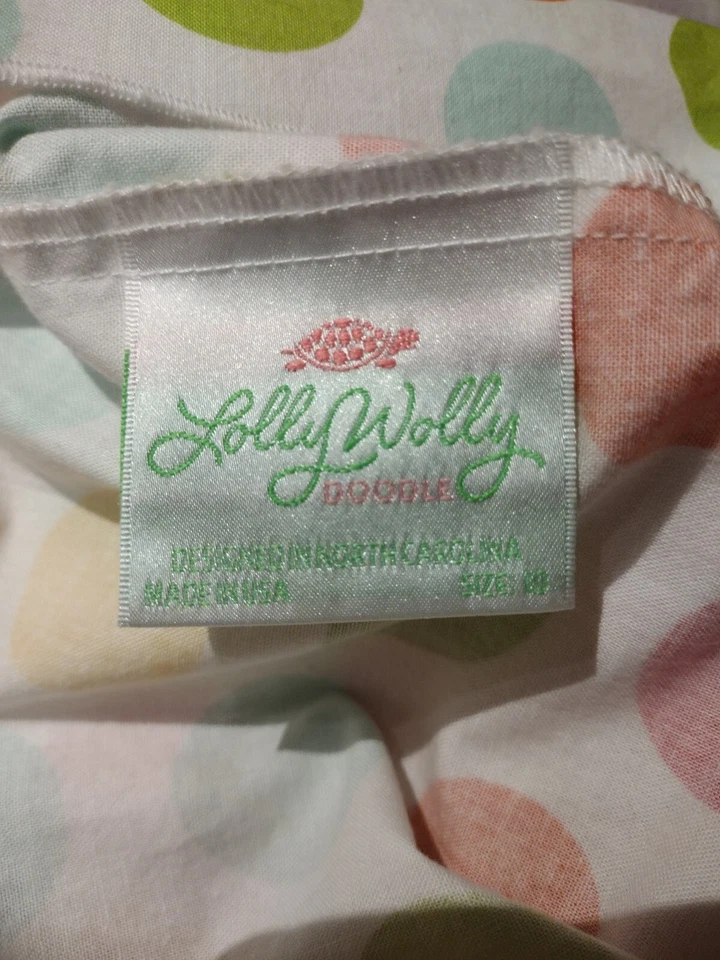 Lolly Wolly
DOODLE
DESIGNED IN NORTH CAROLINA
MADE IN USA SIZE: